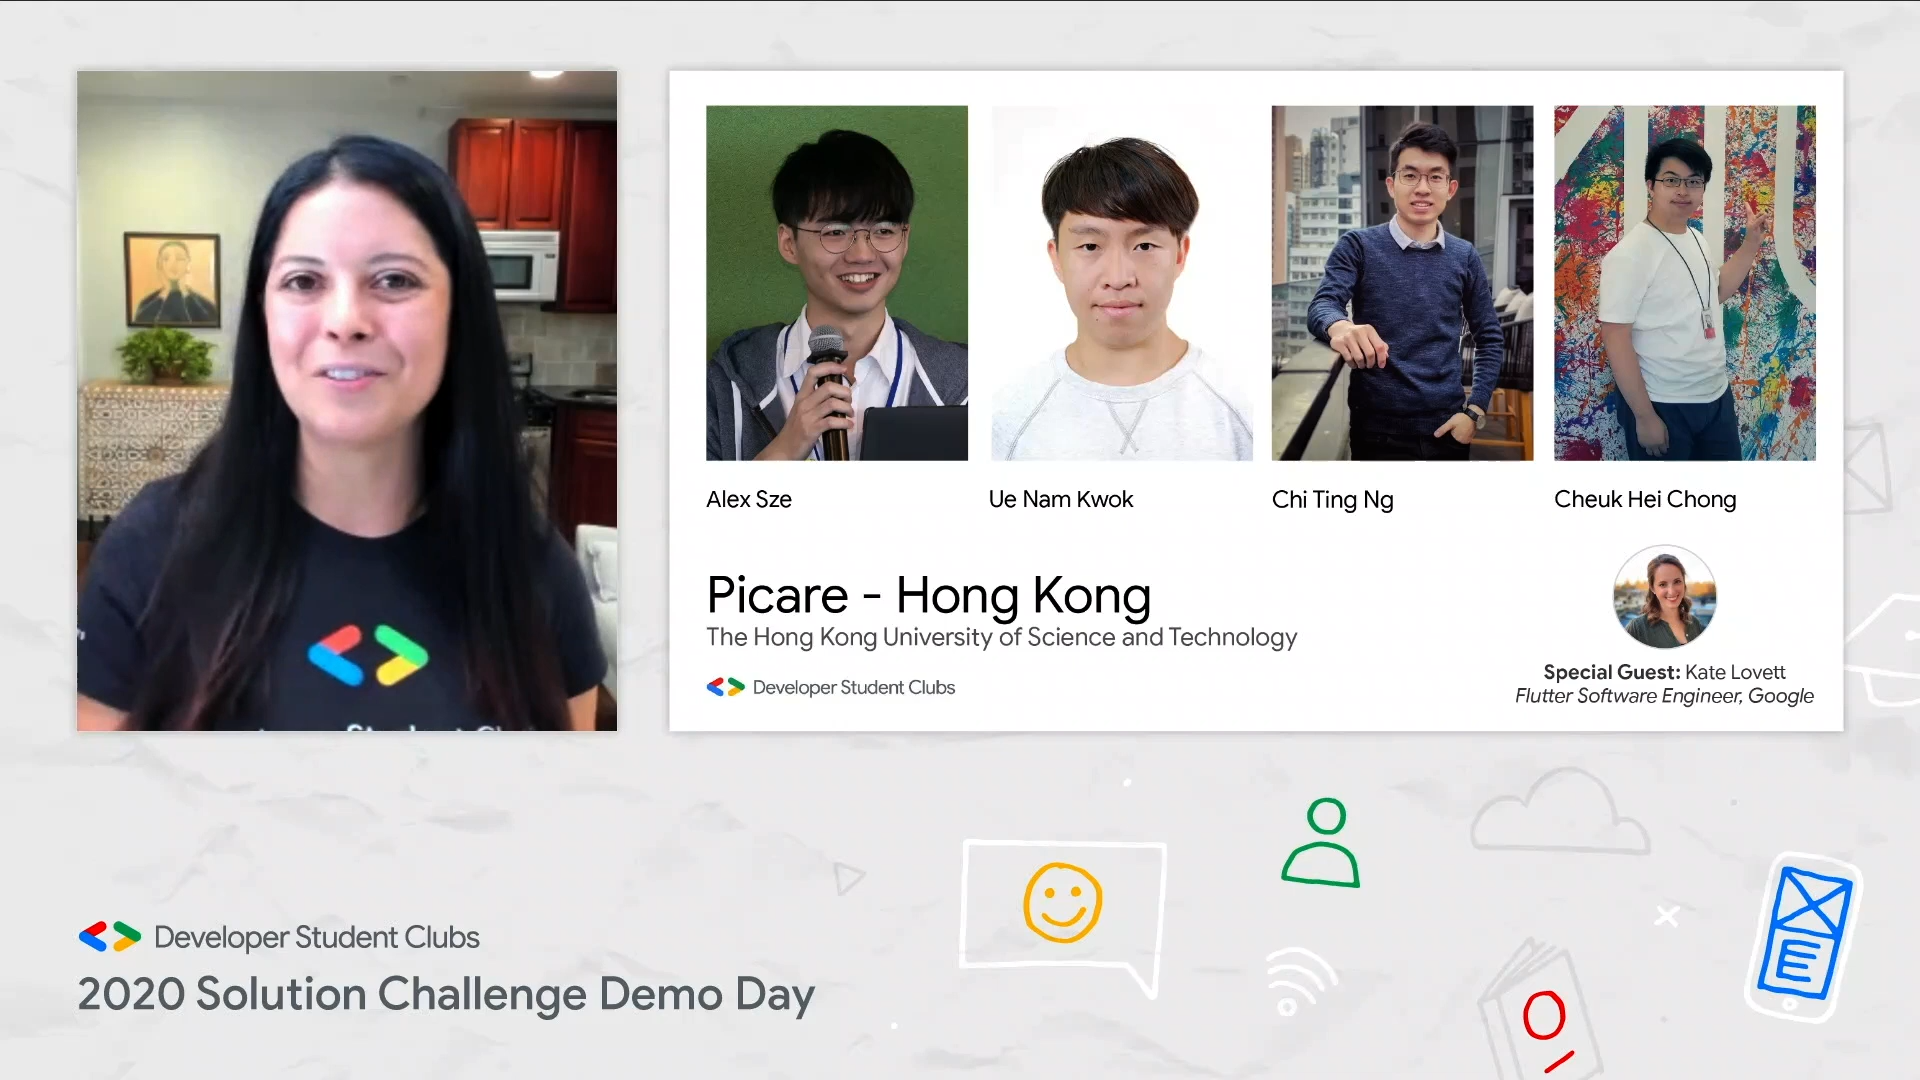 Alex Sze
Ue Nam Kwok
Chi Ting Ng
Cheuk Hei Chong
Picare - Hong Kong
The Hong Kong University of Science and Technology
Developer Student Clubs
Special Guest: Kate Lovett
Flutter Software Engineer, Google
Developer Student Clubs
2020 Solution Challenge Demo Day